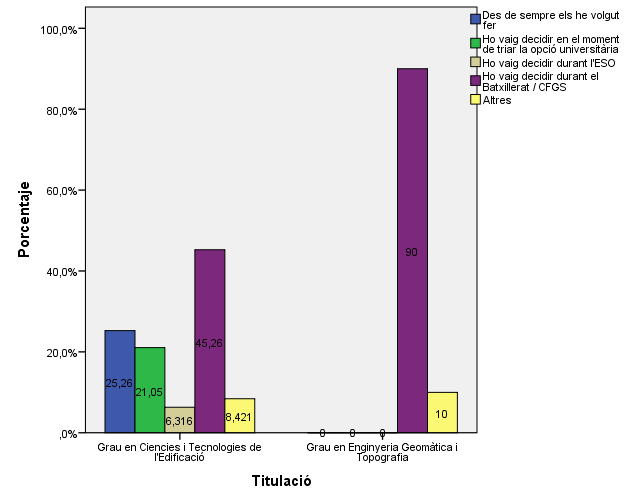 100,0%
80,0%
60,0%
40,0%
20,0%
,0%
Porcentaje
25,26
21,05
6,316
45,26
8,421
0
0
0
90
10
Grau en Ciencies i Tecnologies de
l'Edificació
Grau en Enginyeria Geomàtica i
Topografia
Titulació
Des de sempre els he volgut
fer
Ho vaig decidir en el moment
de triar la opció universitària
Ho vaig decidir durant l'ESO
Ho vaig decidir durant el
Batxillerat / CFGS
Altres